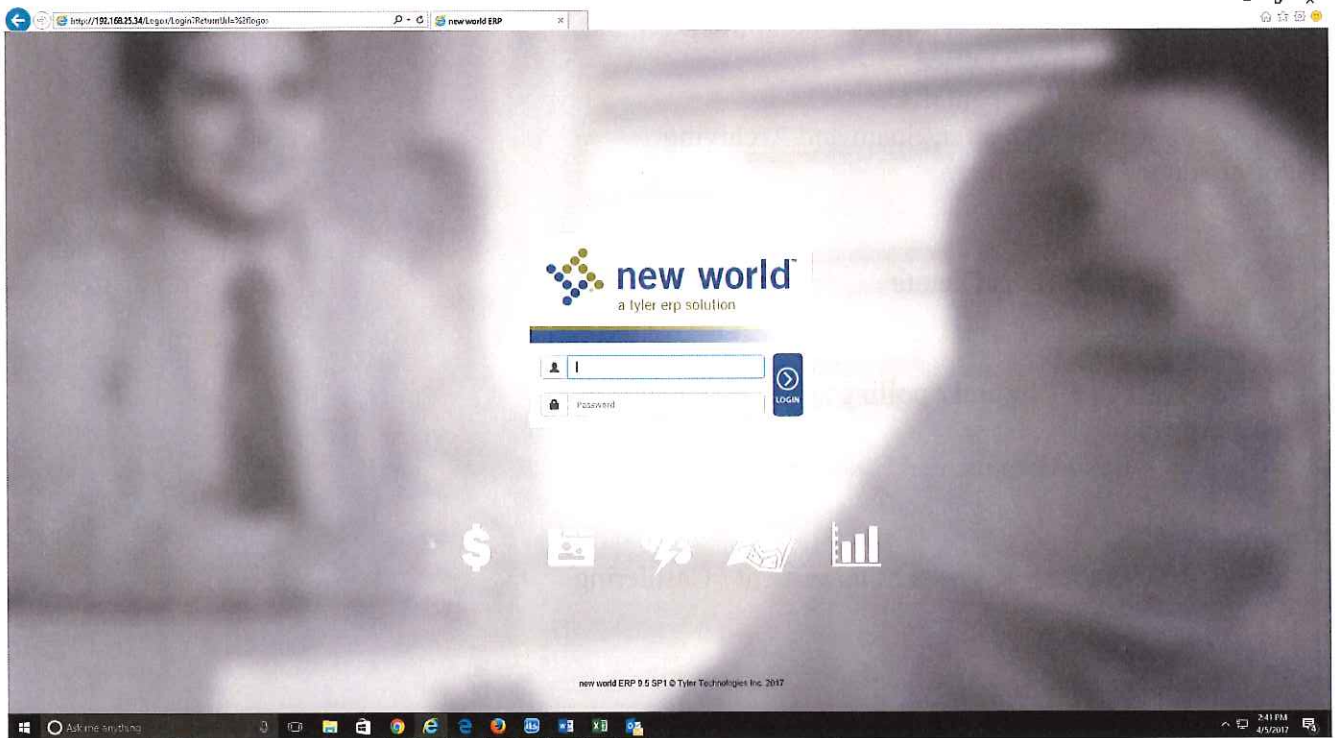 http://192.168.25.34/Logos/Login?ReturnUrl=%2flogos
new world ERP
new world™
a tyler erp solution
Password
LOGIN
new world ERP 9.5 SP1 © Tyler Technologies Inc. 2017
Ask me anything
2:41 PM
4/5/2017